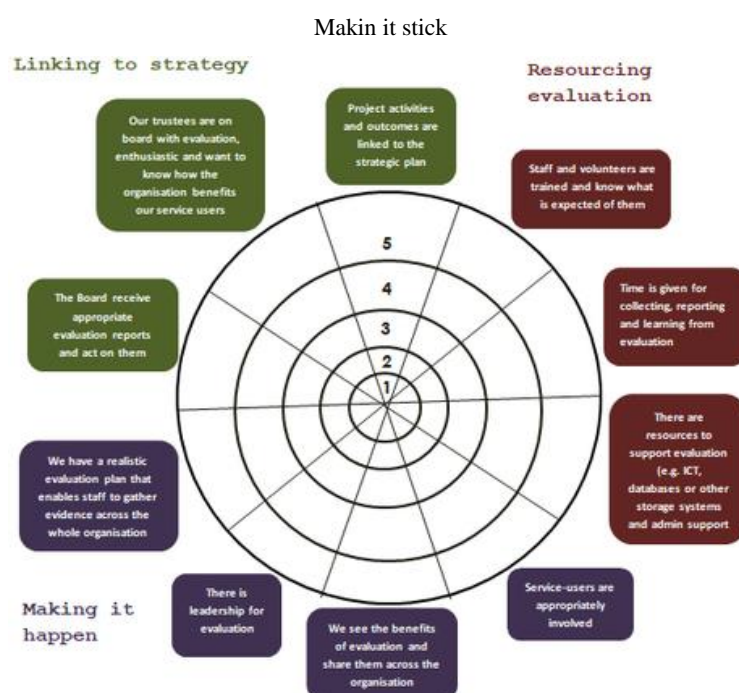 Makin it stick
Linking to strategy
Resourcing
evaluation
Our trustees are on
board with evaluation,
enthusiastic and want to
know how the
organisation benefits
our service users
Project activities
and outcomes are
linked to the
strategic plan
Staff and volunteers are
trained and know what
is expected of them
The Board receive
appropriate
evaluation reports
and act on them
Time is given for
collecting, reporting
and learning from
evaluation
5
4
3
2
1
We have a realistic
evaluation plan that
enables staff to gather
evidence across the
whole organisation
There are
resources to
support evaluation
(e.g. ICT,
databases or other
storage systems
and admin support
Making it
happen
There is
leadership for
evaluation
We see the benefits
of evaluation and
share them across the
organisation
Service-users are
appropriately
involved